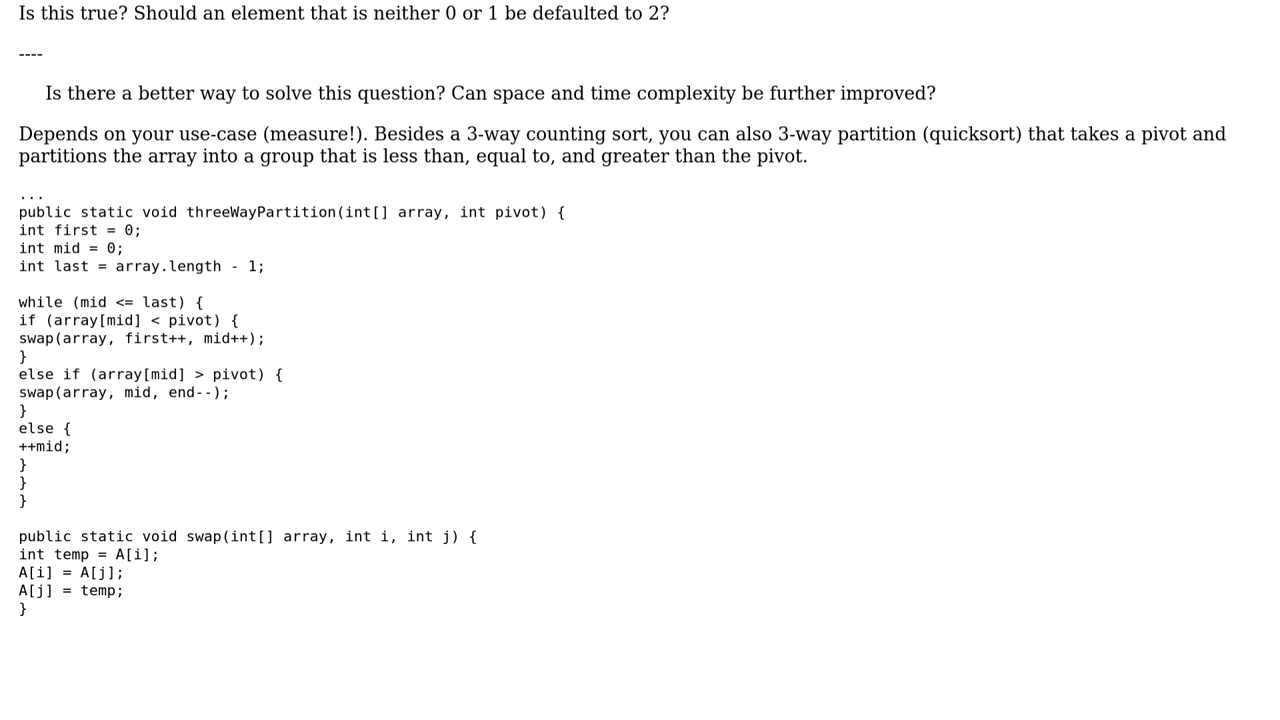 Is this true? Should an element that is neither 0 or 1 be defaulted to 2?
----
Is there a better way to solve this question? Can space and time complexity be further improved?
Depends on your use-case (measure!). Besides a 3-way counting sort, you can also 3-way partition (quicksort) that takes a pivot and
partitions the array into a group that is less than, equal to, and greater than the pivot.
...
public static void threeWayPartition(int[] array, int pivot) {
int first = 0;
int mid = 0;
int last = array.length - 1;
while (mid <= last) {
if (array[mid] < pivot) {
swap(array, first++, mid++);
}
else if (array[mid] > pivot) {
swap(array, mid, end--);
}
else {
++mid;
}
}
}
public static void swap(int[] array, int i, int j) {
int temp = A[i];
A[i] = A[j];
A[j] = temp;
}